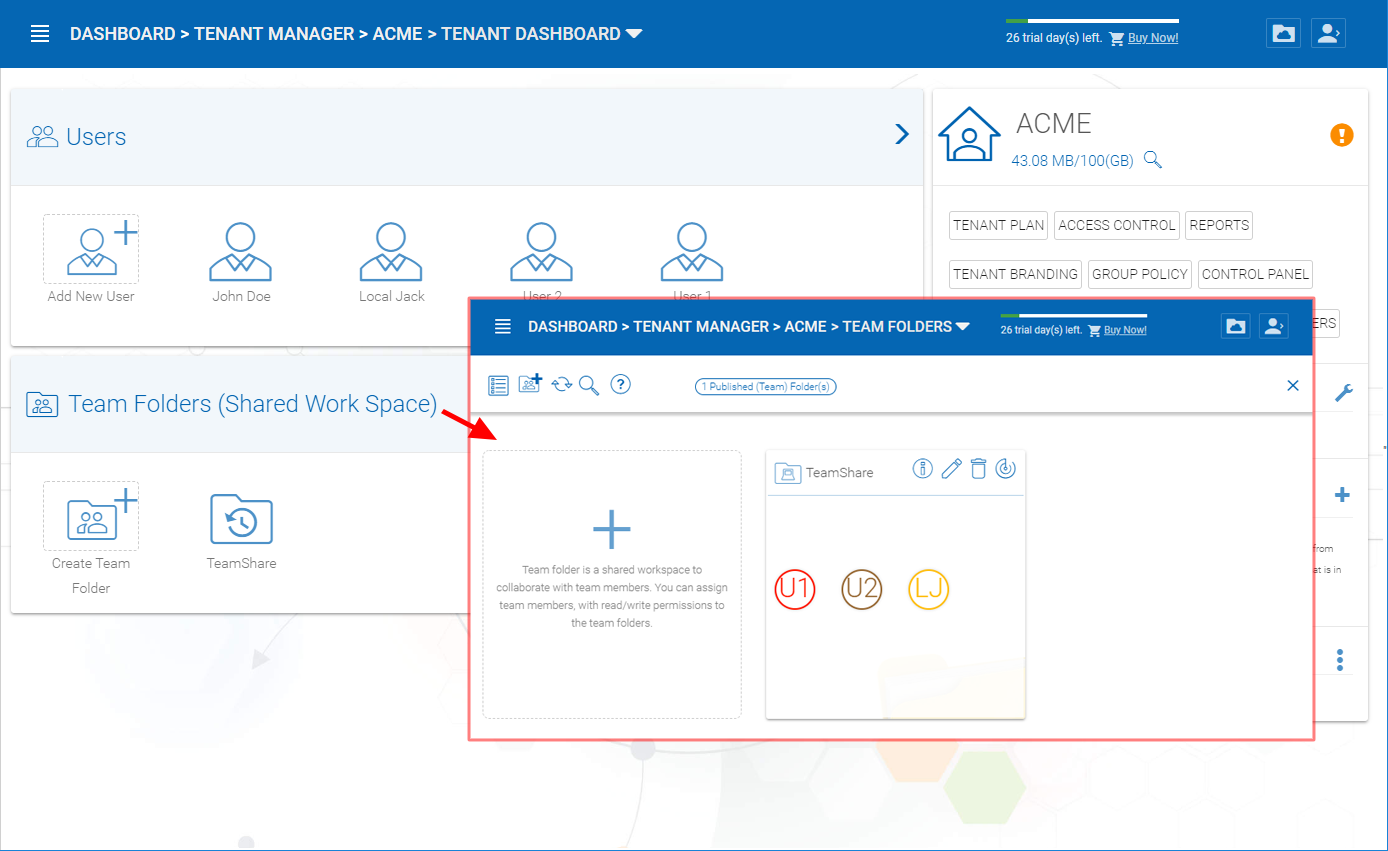 DASHBOARD > TENANT MANAGER > ACME > TENANT DASHBOARD
26 trial day(s) left. Buy Now!
Users
Add New User
John Doe
Local Jack
User 2
User 1
ACME
43.08 MB/100(GB)
TENANT PLAN
ACCESS CONTROL
REPORTS
TENANT BRANDING
GROUP POLICY
CONTROL PANEL
ERS
Team Folders (Shared Work Space)
Create Team
Folder
TeamShare
from
at is in
DASHBOARD > TENANT MANAGER > ACME > TEAM FOLDERS
26 trial day(s) left. Buy Now!
1 Published (Team) Folder(s)
Team folder is a shared workspace to
collaborate with team members. You can assign
team members, with read/write permissions to
the team folders.
TeamShare
U1
U2
LJ